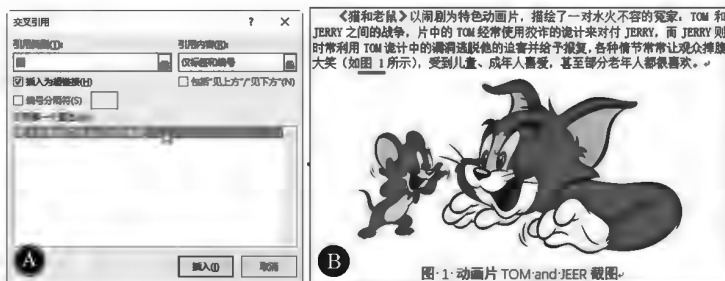 交叉引用 ? ×
引用类型(T): 引用内容(R):
图 仅标签和编号
插入为超链接(H) 包括"见上方"/"见下方"(N)
编号分隔符(S)
插入(I) 取消
A
《猫和老鼠》以闹剧为特色动画片，描绘了一对水火不容的冤家，TOM 和
JERRY 之间的战争，片中的 TOM 经常使用狡诈的诡计来对付 JERRY，而 JERRY 则
时常利用 TOM 诡计中的漏洞逃脱他的迫害并给予报复，各种情节常常让观众捧腹
大笑（如图 1 所示），受到儿童、成年人喜爱，甚至部分老年人都很喜欢。
B
图·1·动画片 TOM·and·JEER 截图